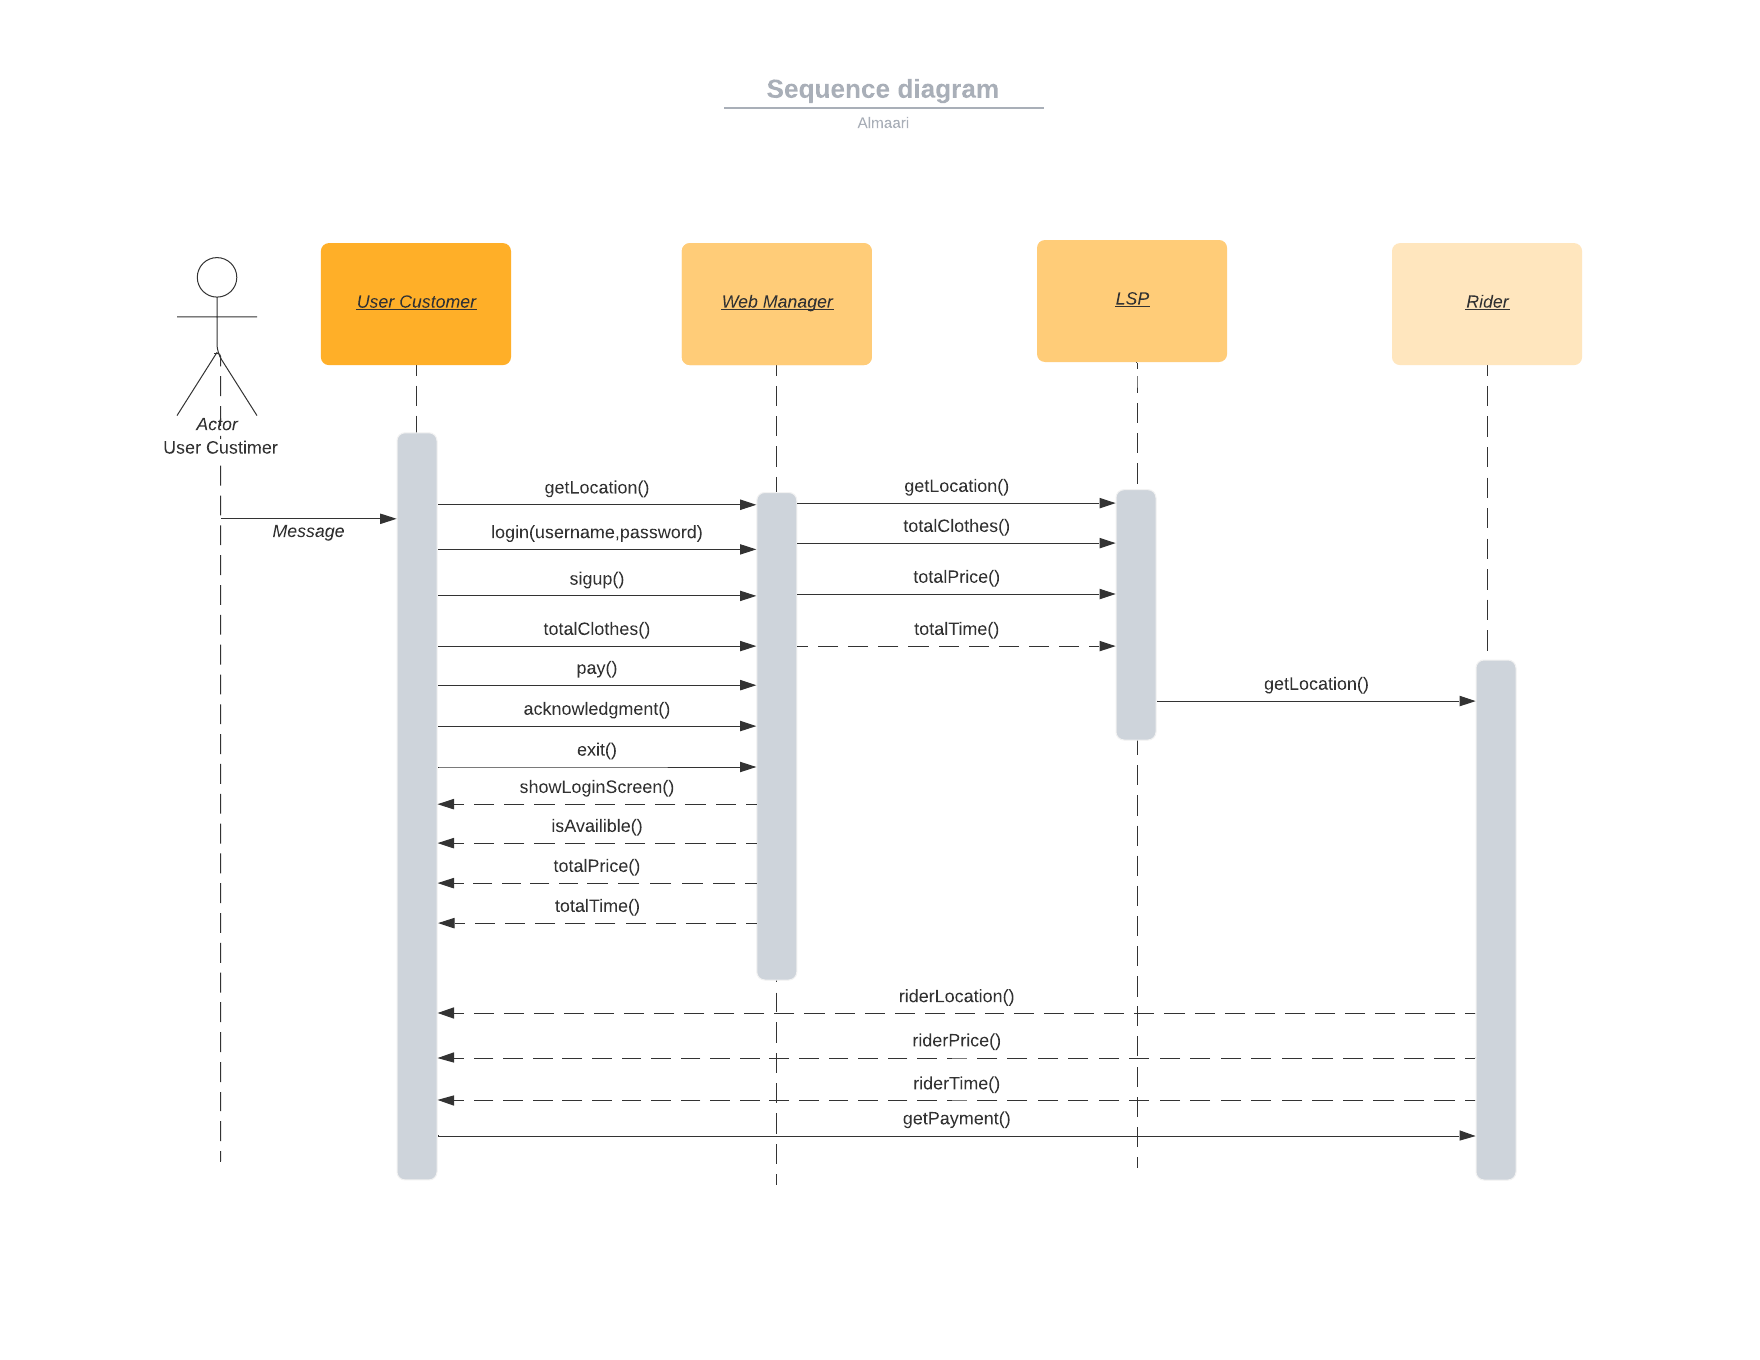 Sequence diagram
Almaari
User Customer
Web Manager
LSP
Rider
Actor
User Custimer
Message
getLocation()
getLocation()
login(username,password)
totalClothes()
sigup()
totalPrice()
totalClothes()
totalTime()
pay()
getLocation()
acknowledgment()
exit()
showLoginScreen()
isAvailible()
totalPrice()
totalTime()
riderLocation()
riderPrice()
riderTime()
getPayment()